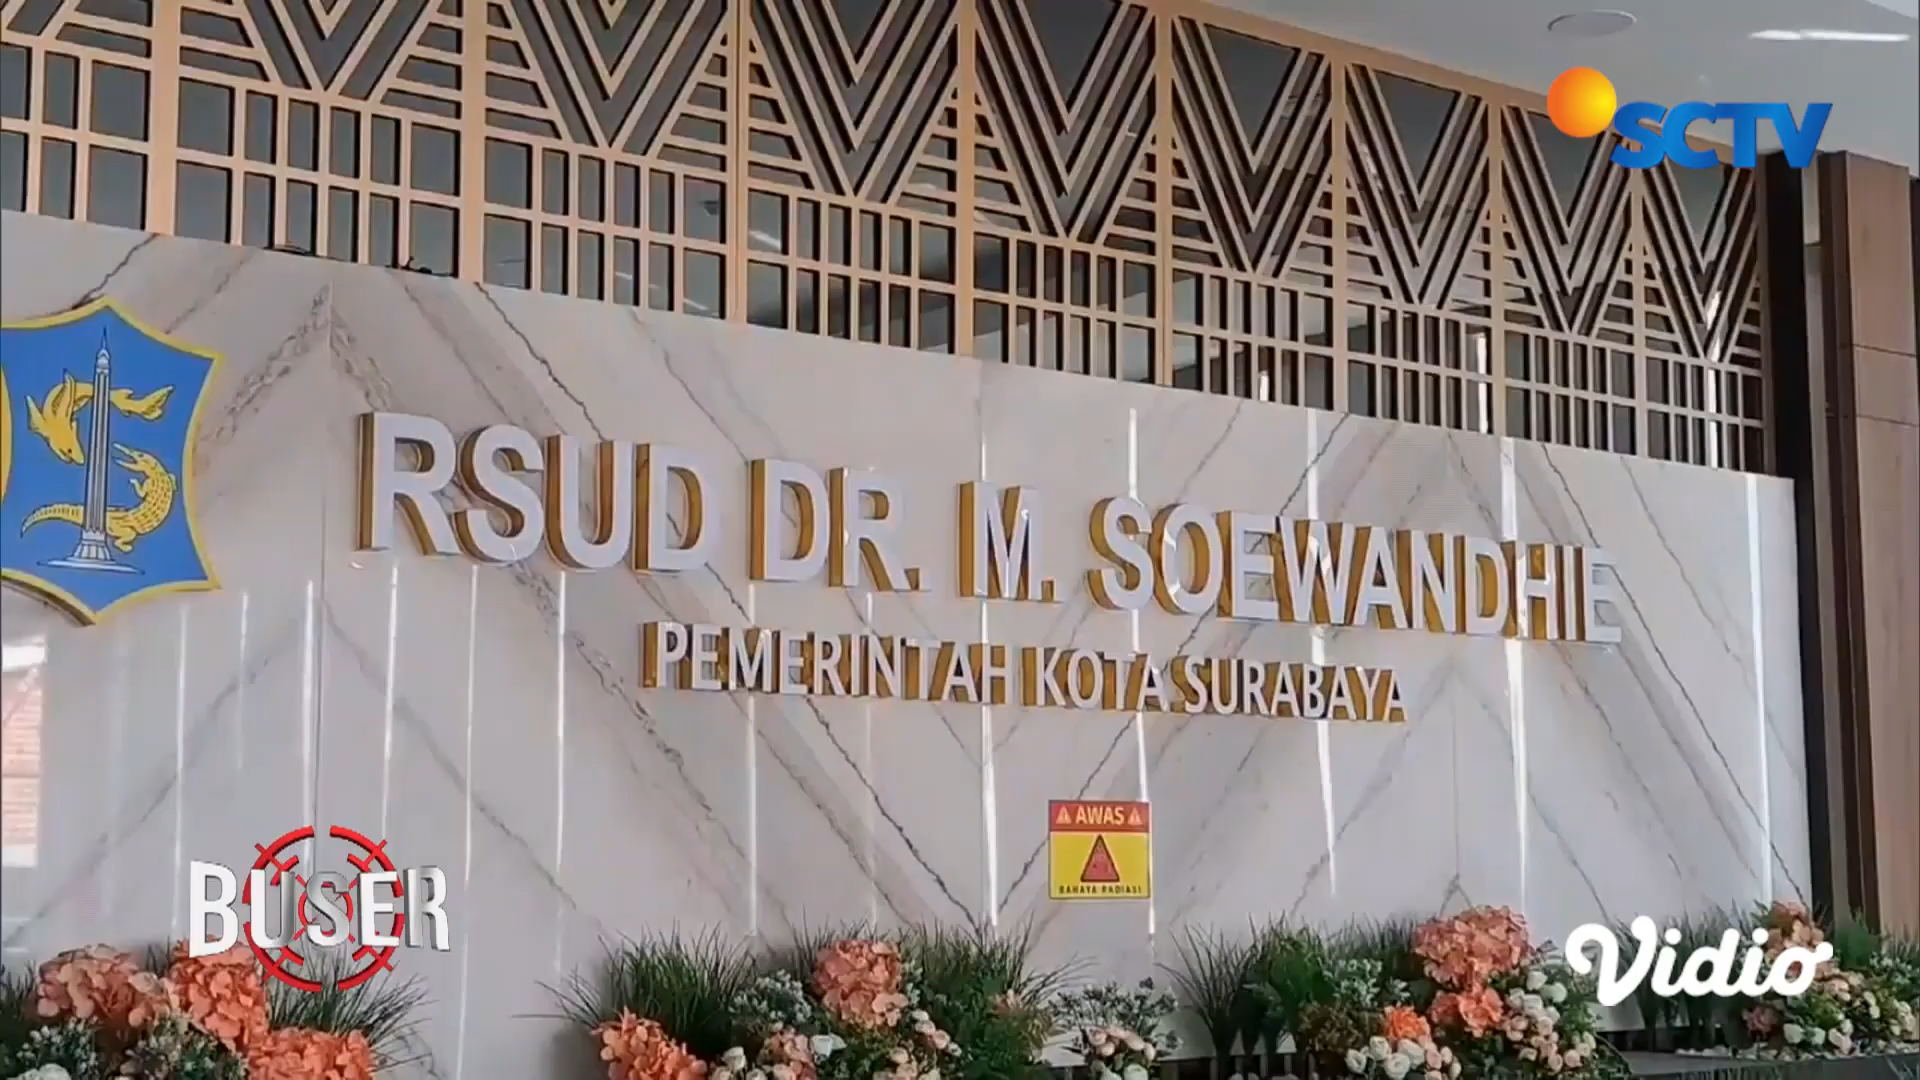 SCTV
RSUD DR. M. SOEWANDHIE
PEMERINTAH KOTA SURABAYA
AWAS
BAHAYA RADIASI
BUSER
Vidio